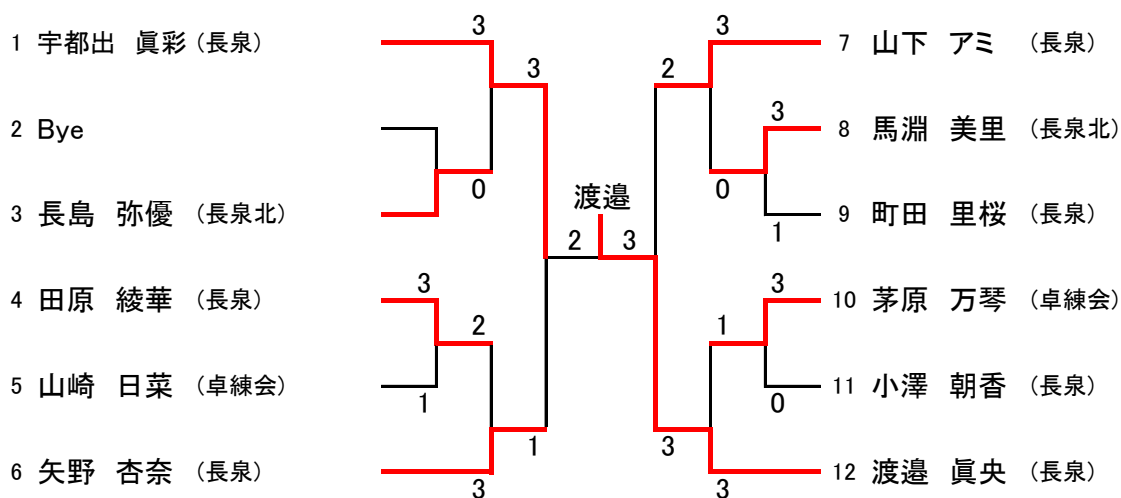 3 3
1 宇都出 眞彩 (長泉) 7 山下 アミ (長泉)
3 2
2 Bye 3 8 馬淵 美里 (長泉北)
0 渡邉 0
3 長島 弥優 (長泉北) 9 町田 里桜 (長泉)
2 3 1
4 田原 綾華 (長泉) 3 3 10 茅原 万琴 (卓練会)
2 1
5 山崎 日菜 (卓練会) 11 小澤 朝香 (長泉)
1 0
1 3
6 矢野 杏奈 (長泉) 12 渡邉 眞央 (長泉)
3 3